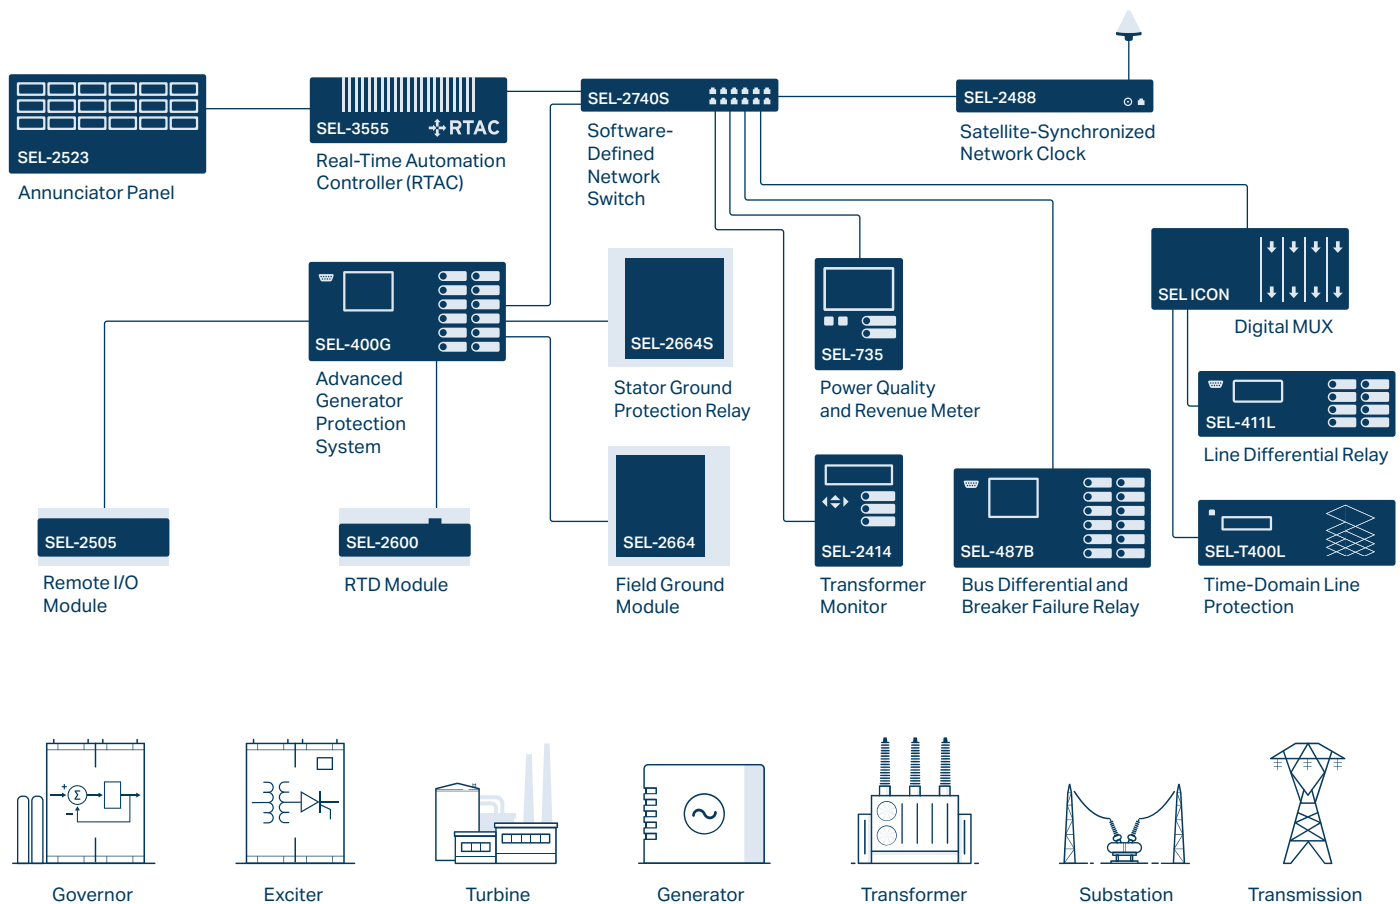 SEL-2523
Annunciator Panel
SEL-3555
RTAC
Real-Time Automation
Controller (RTAC)
SEL-2740S
Software-
Defined
Network
Switch
SEL-2488
Satellite-Synchronized
Network Clock
SEL-400G
Advanced
Generator
Protection
System
SEL-2664S
Stator Ground
Protection Relay
SEL-735
Power Quality
and Revenue Meter
SEL ICON
Digital MUX
SEL-411L
Line Differential Relay
SEL-2505
Remote I/O
Module
SEL-2600
RTD Module
SEL-2664
Field Ground
Module
SEL-2414
Transformer
Monitor
SEL-487B
Bus Differential and
Breaker Failure Relay
SEL-T400L
Time-Domain Line
Protection
+
Σ
−
Governor
Exciter
Turbine
Generator
Transformer
Substation
Transmission